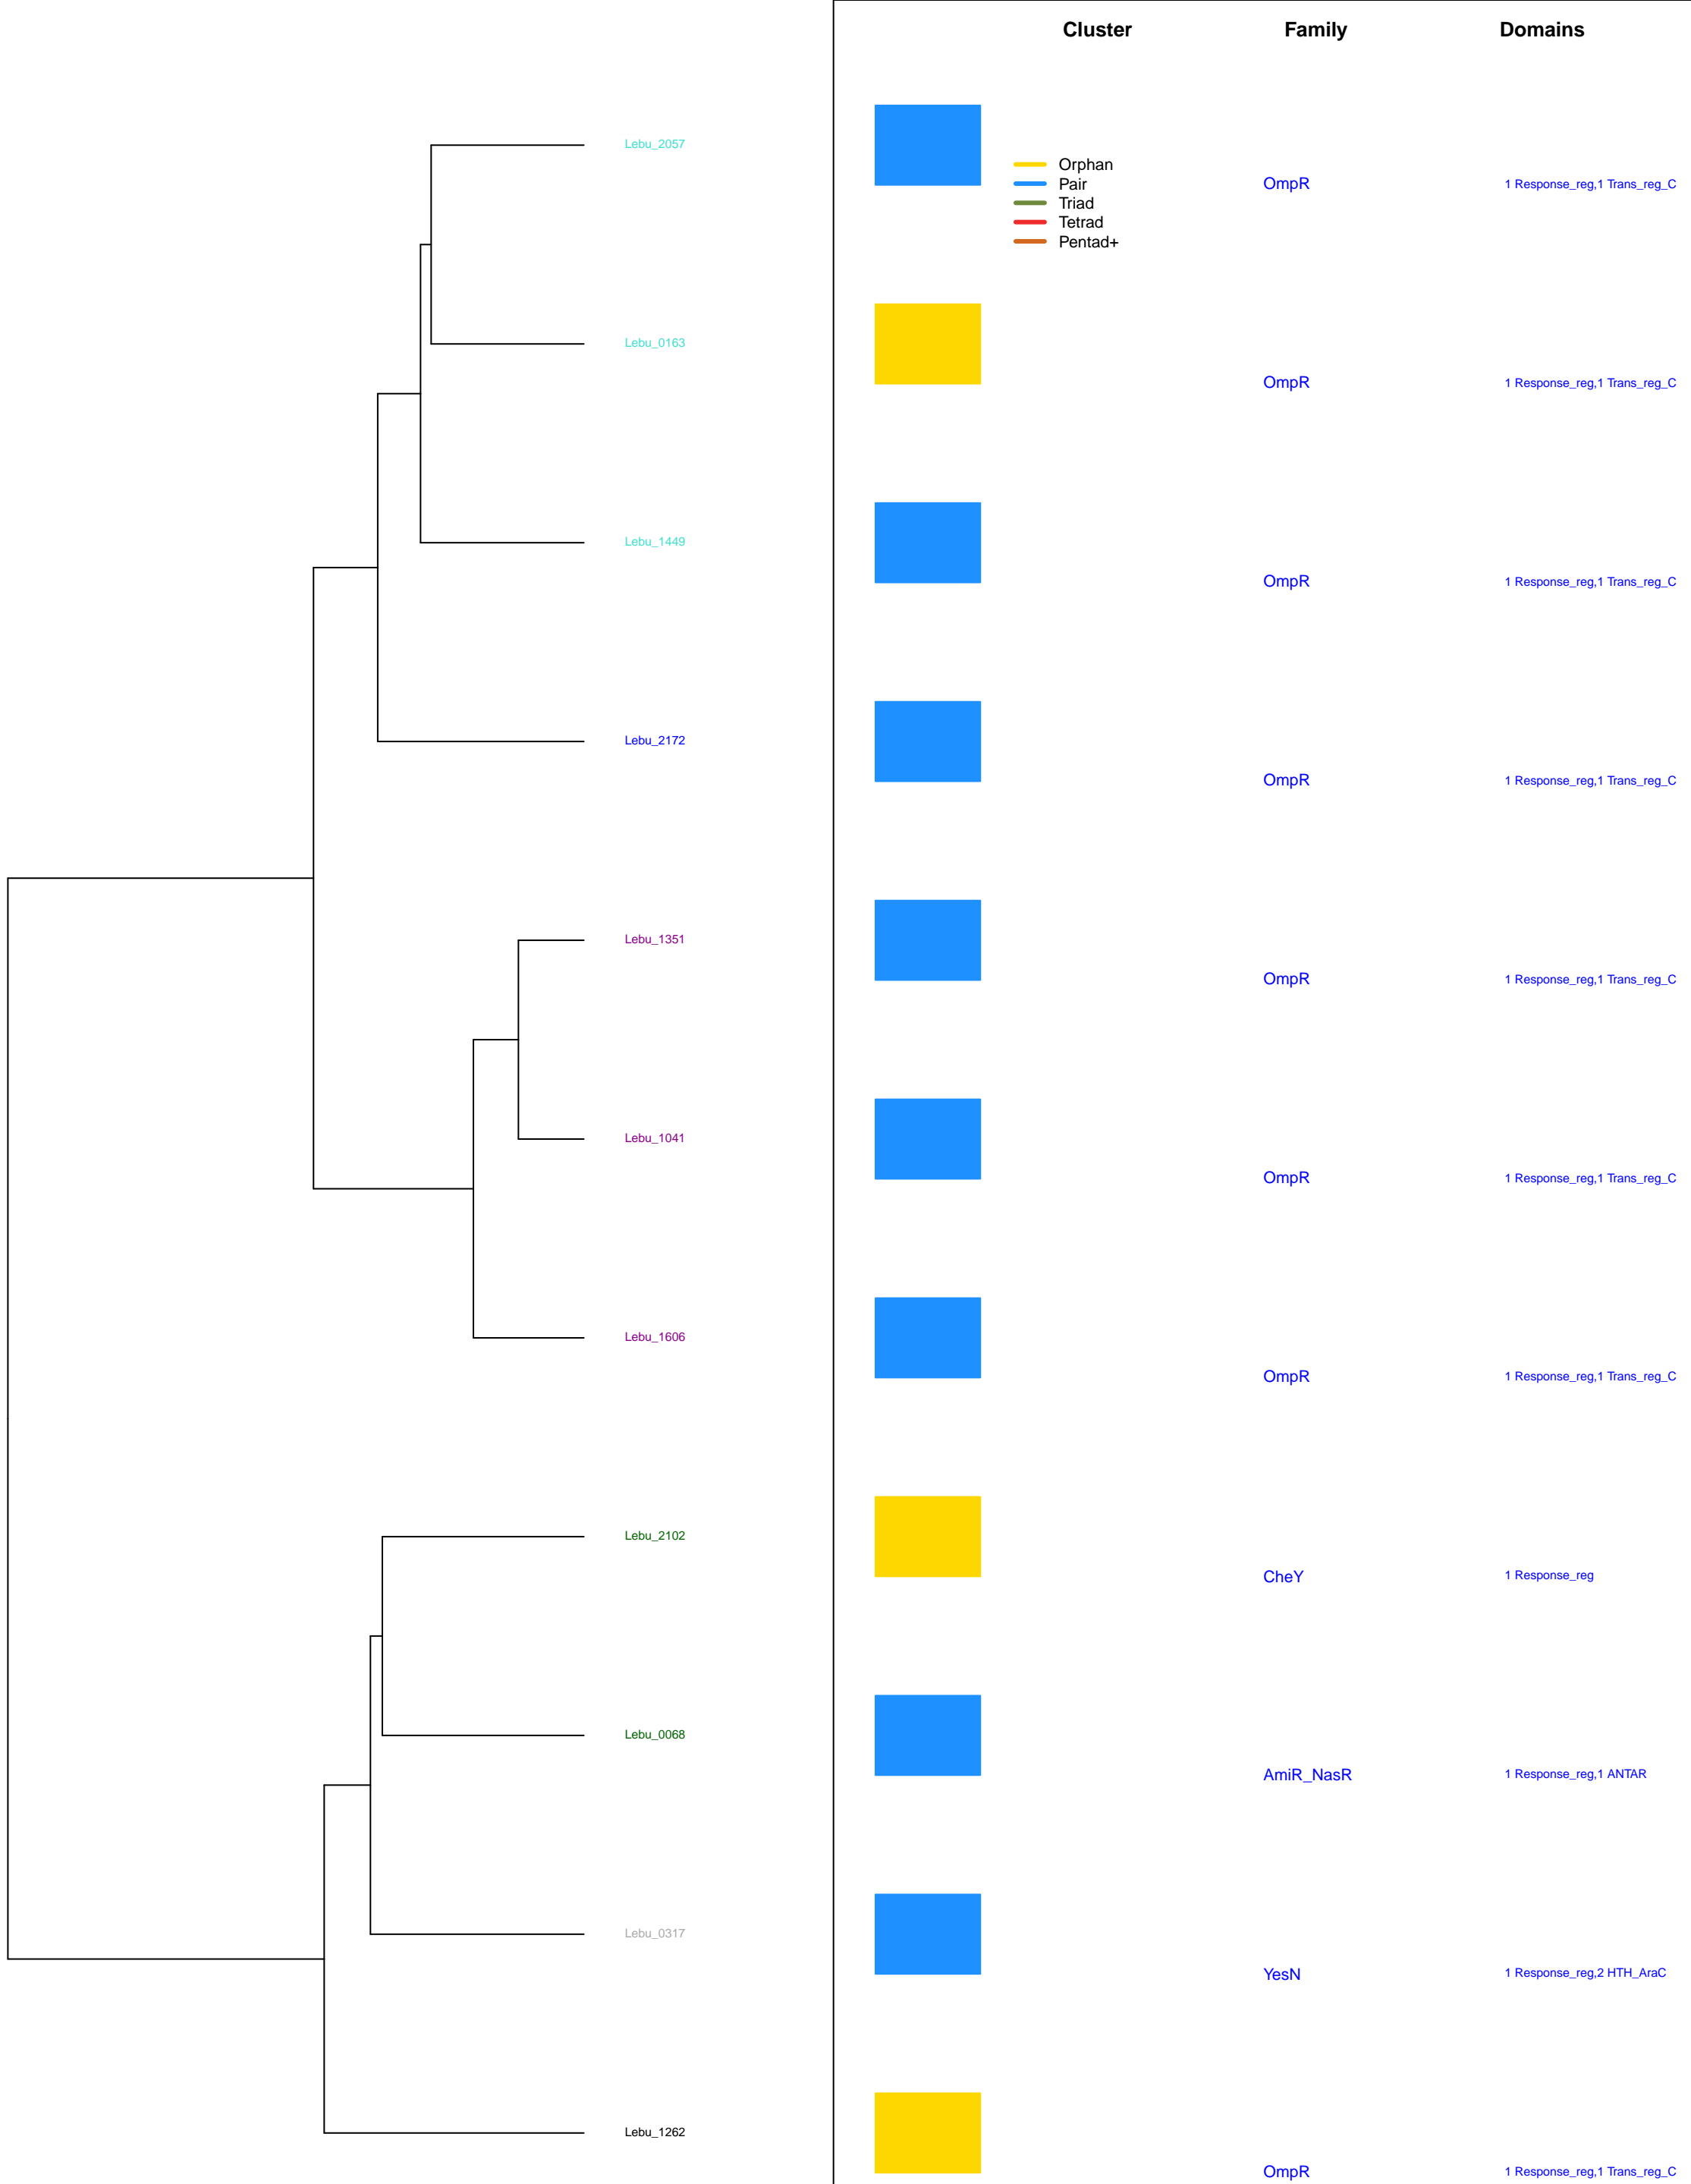 Cluster Family Domains
Lebu_2057
Orphan
Pair
Triad
Tetrad
Pentad+
OmpR 1 Response_reg,1 Trans_reg_C
Lebu_0163
OmpR 1 Response_reg,1 Trans_reg_C
Lebu_1449
OmpR 1 Response_reg,1 Trans_reg_C
Lebu_2172
OmpR 1 Response_reg,1 Trans_reg_C
Lebu_1351
OmpR 1 Response_reg,1 Trans_reg_C
Lebu_1041
OmpR 1 Response_reg,1 Trans_reg_C
Lebu_1606
OmpR 1 Response_reg,1 Trans_reg_C
Lebu_2102
CheY 1 Response_reg
Lebu_0068
AmiR_NasR 1 Response_reg,1 ANTAR
Lebu_0317
YesN 1 Response_reg,2 HTH_AraC
Lebu_1262
OmpR 1 Response_reg,1 Trans_reg_C